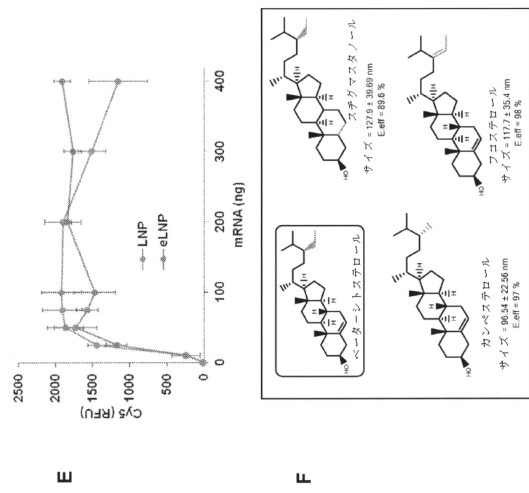 E
2500
2000
1500
1000
500
0
Cy5 (RFU)
LNP
eLNP
0 100 200 300 400
mRNA (ng)
F
HO
ベーターシトステロール
スチグマスタノール
サイズ = 127.9 ± 39.69 nm
E.eff = 89.6 %
HO
カンペステロール
サイズ = 96.54 ± 22.56 nm
E.eff = 97 %
HO
フコステロール
サイズ = 117.7 ± 35.4 nm
E.eff = 98 %